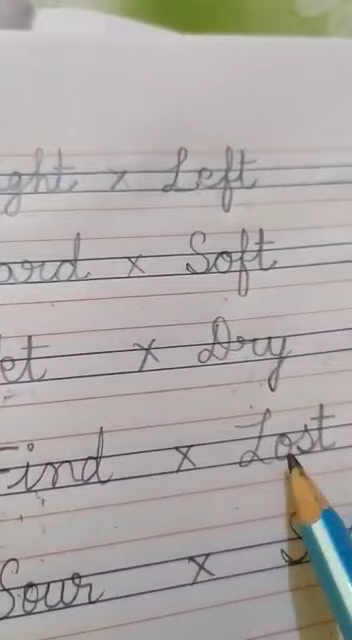 ght × Left
ard × Soft
et × Dry
Find × Lost
Sour × S